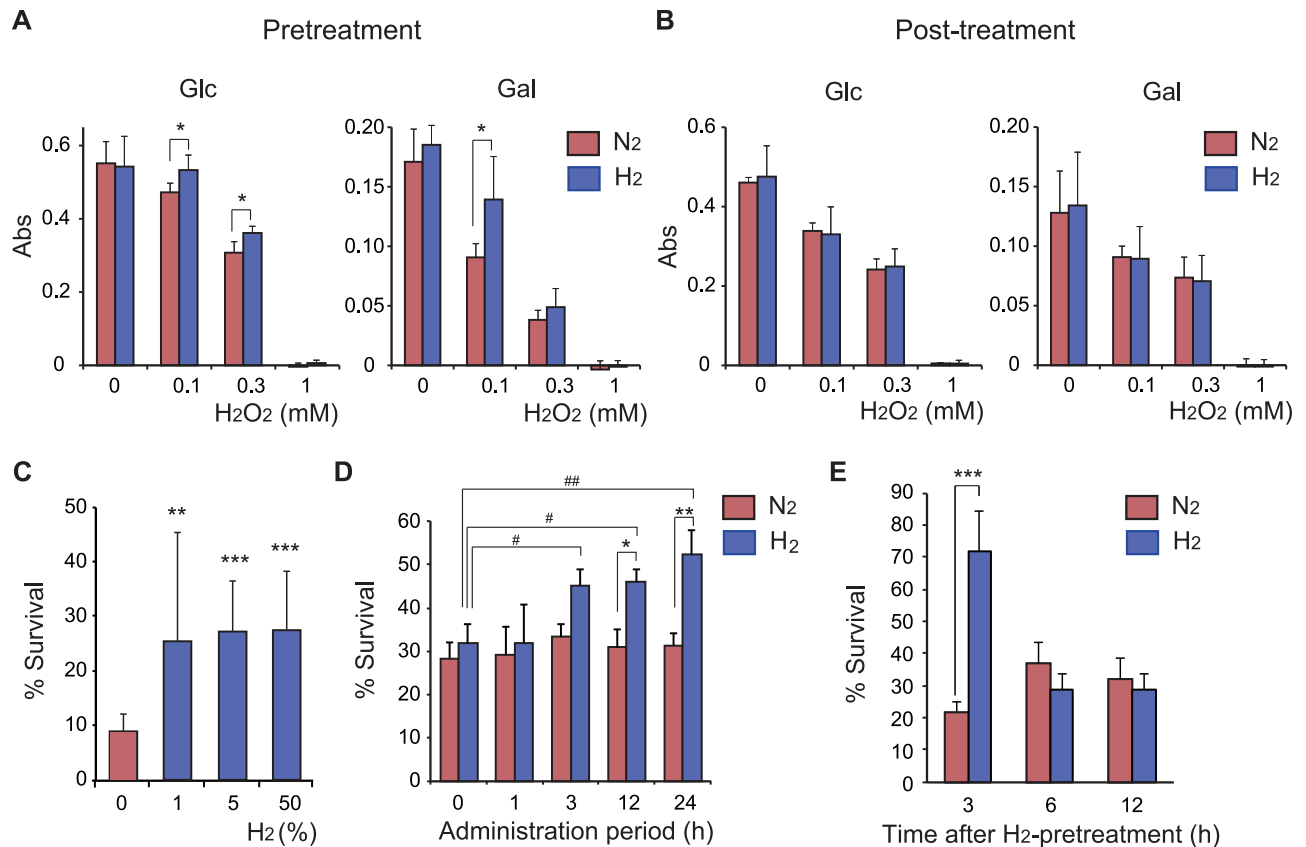 A
Pretreatment
B
Post-treatment
Glc
Gal
Glc
Gal
0.6
0.4
0.2
0
Abs
*
*
0
0.1
0.3
1
H2O2 (mM)
0.20
0.15
0.10
0.05
0
*
0
0.1
0.3
1
H2O2 (mM)
N2
H2
0.6
0.4
0.2
0
Abs
0
0.1
0.3
1
H2O2 (mM)
0.20
0.15
0.10
0.05
0
0
0.1
0.3
1
H2O2 (mM)
C
50
40
30
20
10
0
% Survival
**
***
***
0
1
5
50
H2 (%)
D
60
50
40
30
20
10
0
% Survival
##
#
#
*
**
0
1
3
12
24
Administration period (h)
N2
H2
E
90
80
70
60
50
40
30
20
10
0
% Survival
***
3
6
12
Time after H2-pretreatment (h)
N2
H2